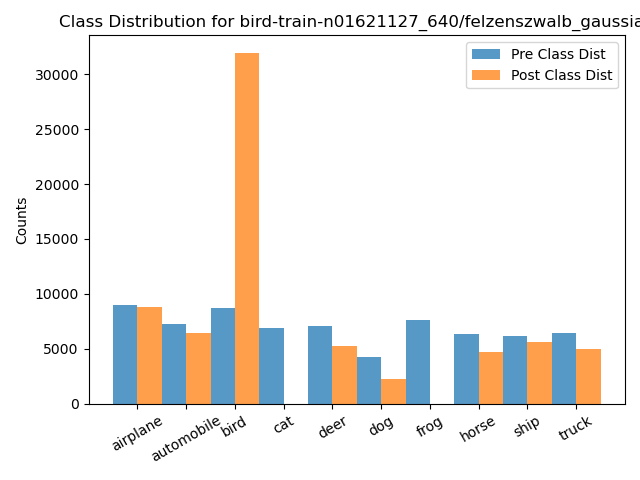 Class Distribution for bird-train-n01621127_640/felzenszwalb_gaussia
Pre Class Dist
Post Class Dist
Counts
30000
25000
20000
15000
10000
5000
0
airplane
automobile
bird
cat
deer
dog
frog
horse
ship
truck